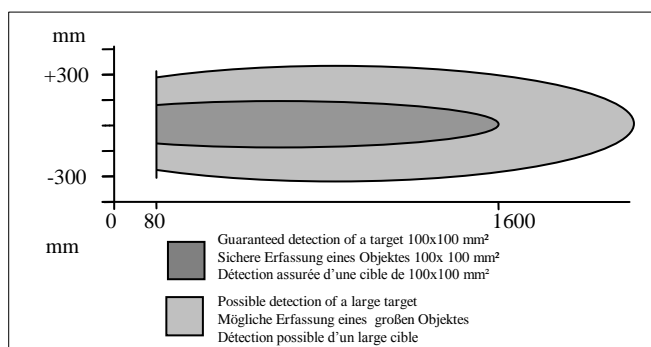 mm
+300
-300
0 80 1600
mm
Guaranteed detection of a target 100x100 mm²
Sichere Erfassung eines Objektes 100x 100 mm²
Détection assurée d’une cible de 100x100 mm²
Possible detection of a large target
Mögliche Erfassung eines großen Objektes
Détection possible d’un large cible